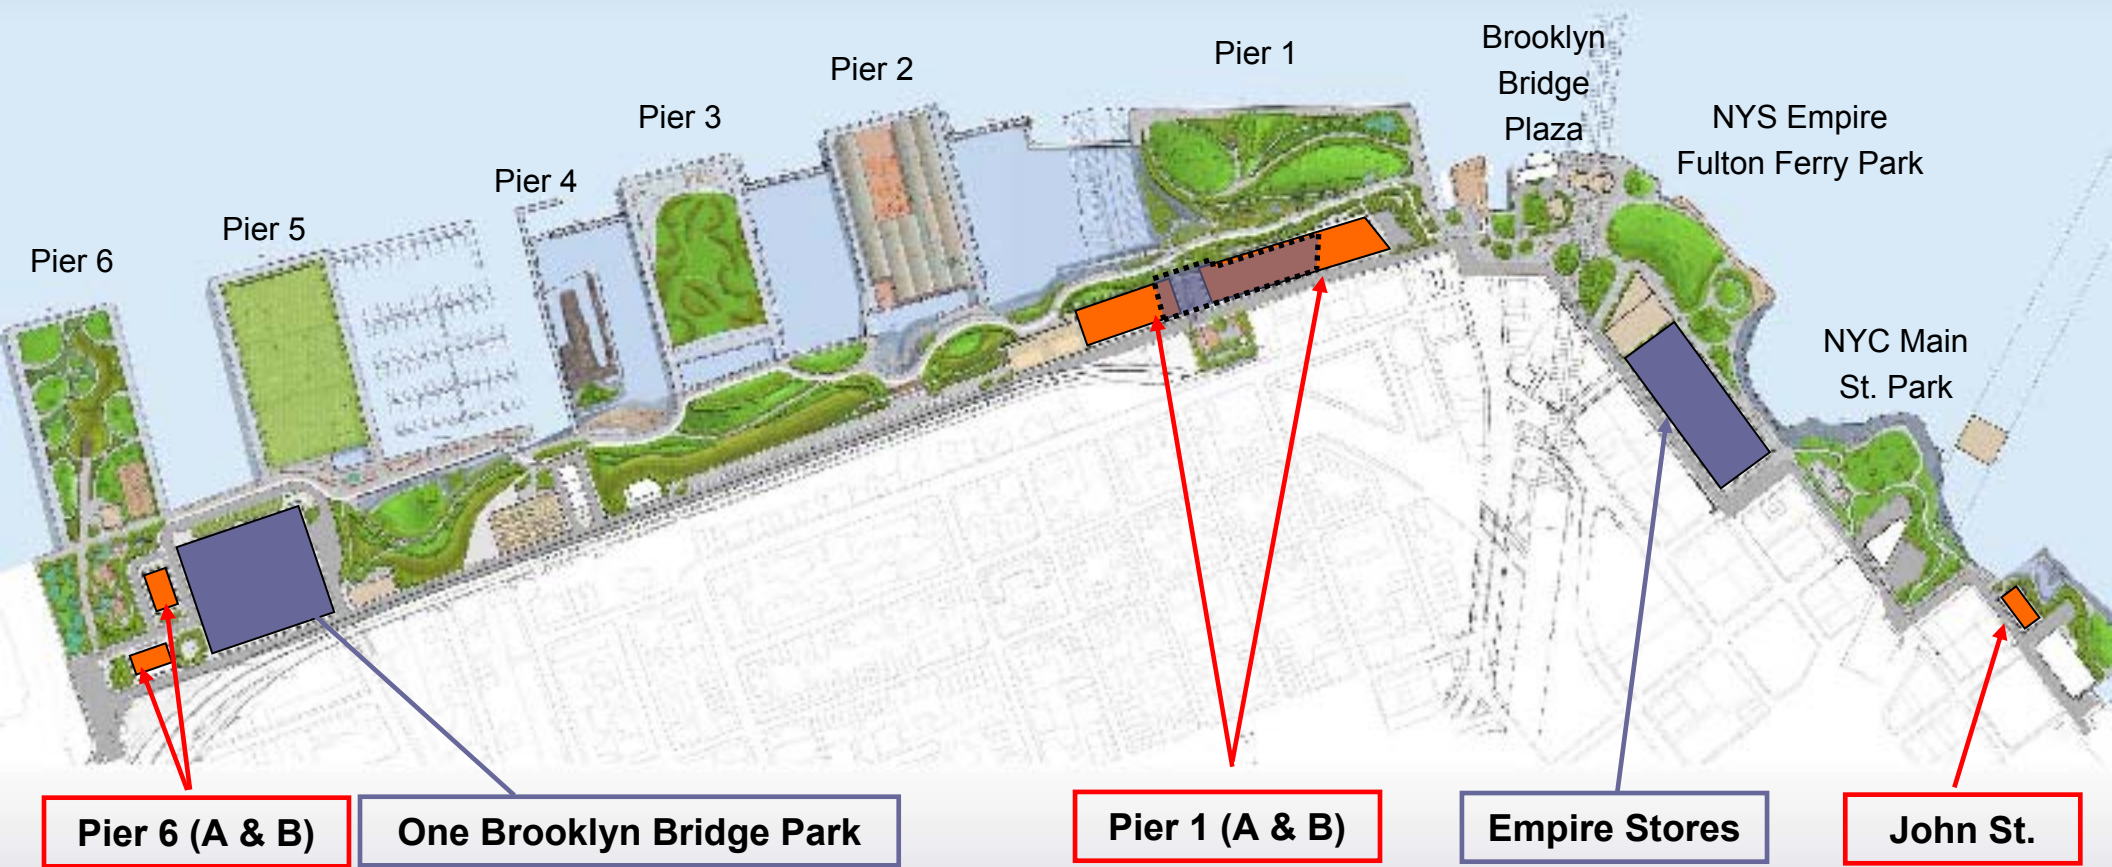 Pier 6
Pier 5
Pier 4
Pier 3
Pier 2
Pier 1
Brooklyn
Bridge
Plaza
NYS Empire
Fulton Ferry Park
NYC Main
St. Park
Pier 6 (A & B)
One Brooklyn Bridge Park
Pier 1 (A & B)
Empire Stores
John St.